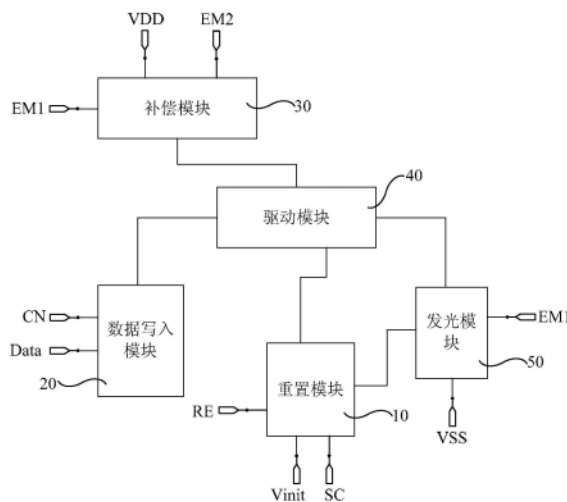 VDD
EM2
EM1
补偿模块
30
40
驱动模块
CN
Data
数据写入
模块
20
发光模
块
EM1
50
VSS
重置模块
RE
10
Vinit
SC